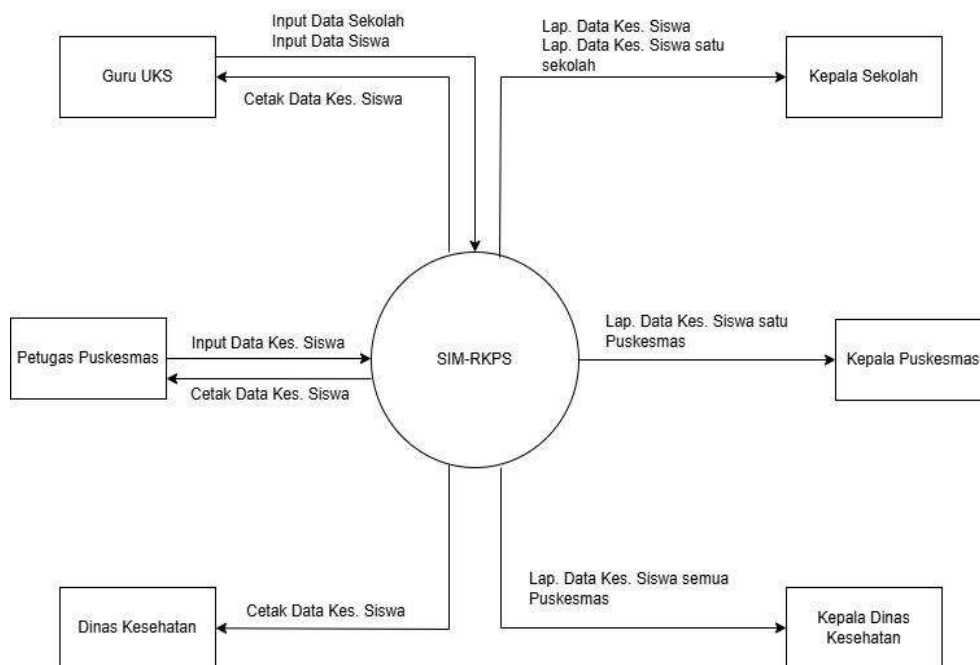 Input Data Sekolah
Input Data Siswa
Guru UKS
Cetak Data Kes. Siswa
Lap. Data Kes. Siswa
Lap. Data Kes. Siswa satu
sekolah
Kepala Sekolah
Petugas Puskesmas
Input Data Kes. Siswa
Cetak Data Kes. Siswa
SIM-RKPS
Lap. Data Kes. Siswa satu
Puskesmas
Kepala Puskesmas
Dinas Kesehatan
Cetak Data Kes. Siswa
Lap. Data Kes. Siswa semua
Puskesmas
Kepala Dinas
Kesehatan